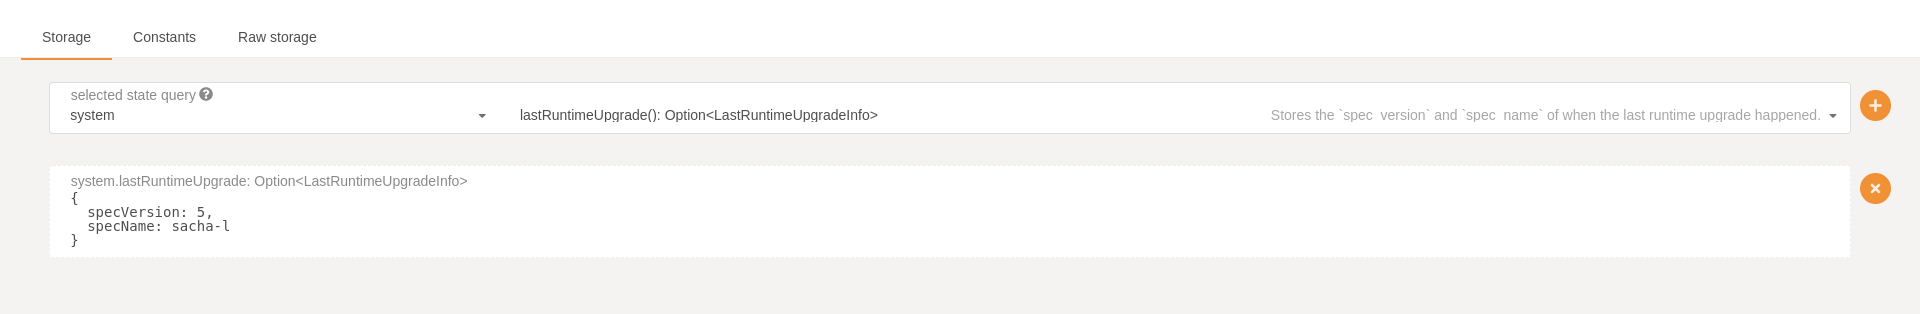 Storage Constants Raw storage
selected state query
system lastRuntimeUpgrade(): Option<LastRuntimeUpgradeInfo> Stores the `spec_version` and `spec_name` of when the last runtime upgrade happened.
system.lastRuntimeUpgrade: Option<LastRuntimeUpgradeInfo>
{
  specVersion: 5,
  specName: sacha-l
}